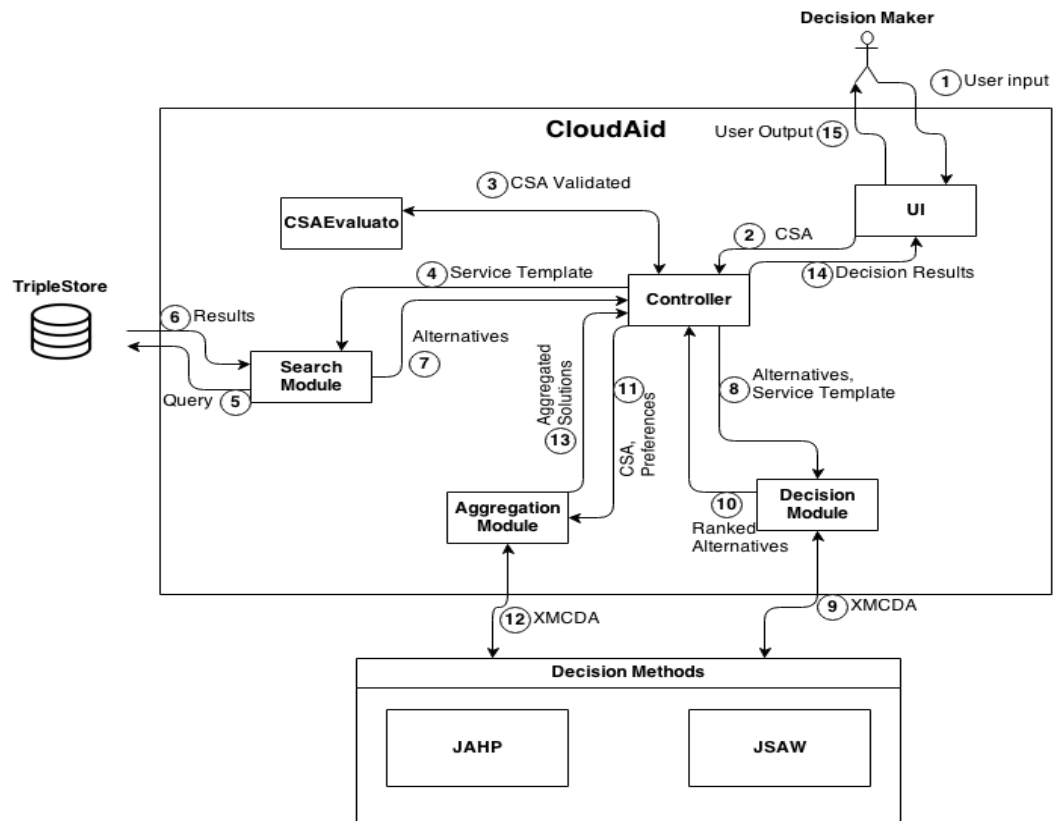 Decision Maker
1 User input
CloudAid
User Output 15
3 CSA Validated
CSAEvaluato
UI
2 CSA
4 Service Template
14 Decision Results
TripleStore
Controller
6 Results
Alternatives
7
Search
Module
Query 5
Aggregated
Solutions
13
11
CSA,
Preferences
8 Alternatives,
Service Template
Aggregation
Module
10
Ranked
Alternatives
Decision
Module
12 XMCDA
9 XMCDA
Decision Methods
JAHP
JSAW